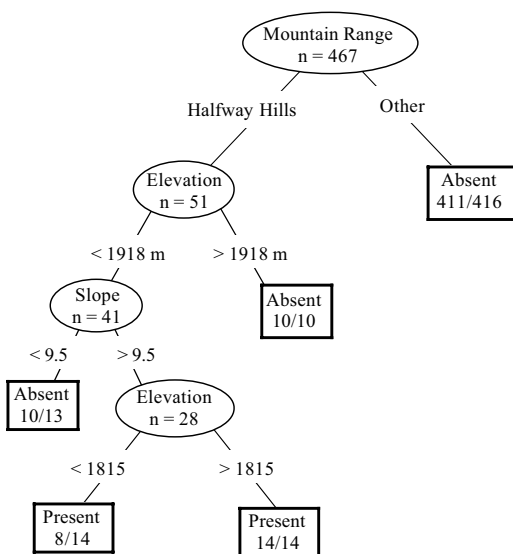 Mountain Range
n = 467
Halfway Hills
Other
Elevation
n = 51
Absent
411/416
< 1918 m
> 1918 m
Slope
n = 41
Absent
10/10
< 9.5
> 9.5
Absent
10/13
Elevation
n = 28
< 1815
> 1815
Present
8/14
Present
14/14